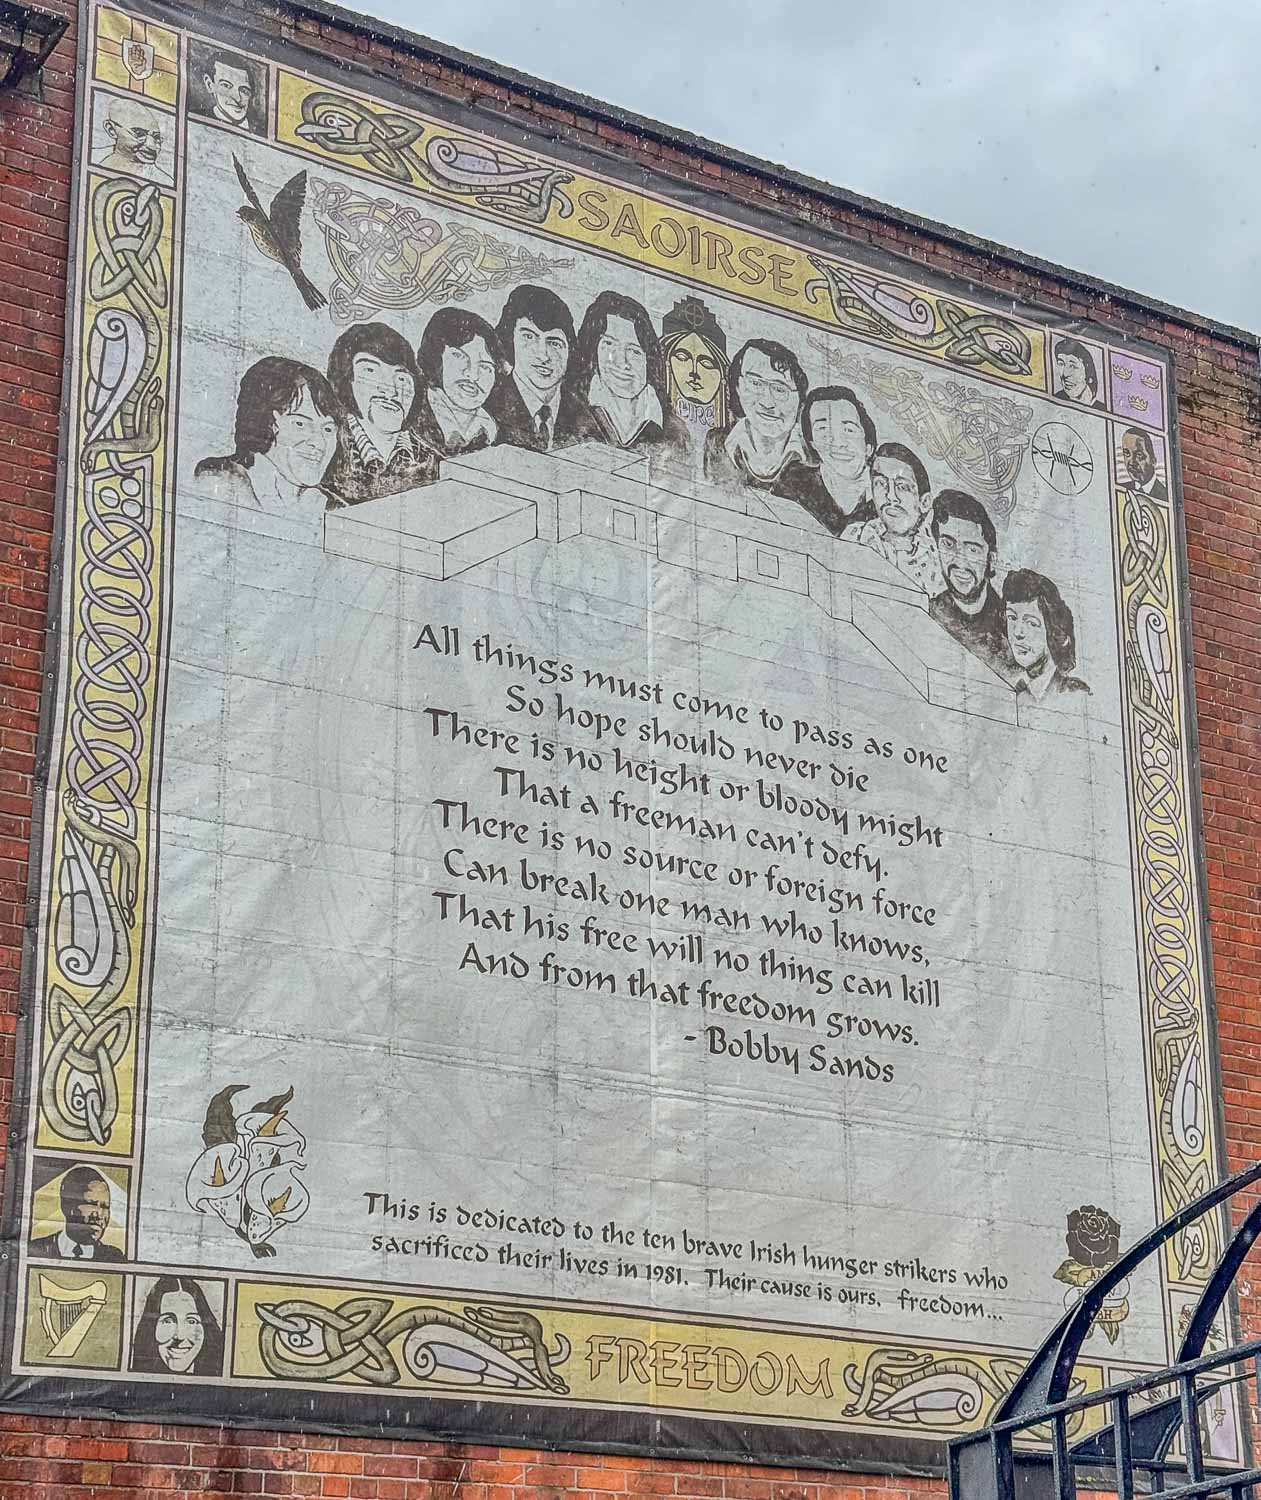 SAOIRSE
EIRE
All things must come to pass as one
So hope should never die
There is no height or bloody might
That a freeman can't defy.
There is no source or foreign force
Can break one man who knows,
That his free will no thing can kill
And from that freedom grows.
- Bobby Sands
This is dedicated to the ten brave Irish hunger strikers who
sacrificed their lives in 1981. Their cause is ours. freedom...
FREEDOM